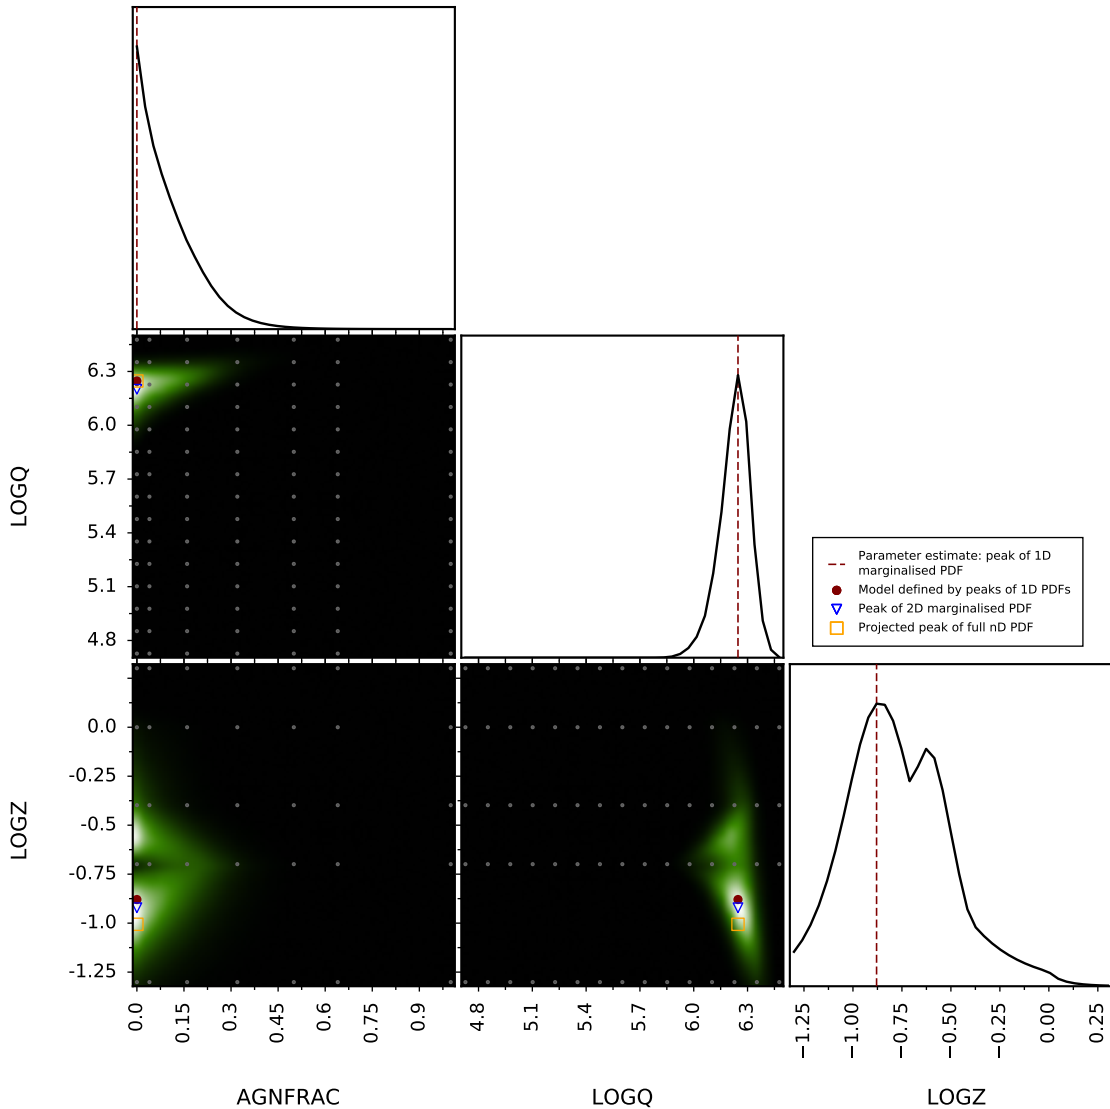 6.3
6.0
5.7
5.4
5.1
4.8
LOGQ
Parameter estimate: peak of 1D
marginalised PDF
Model defined by peaks of 1D PDFs
Peak of 2D marginalised PDF
Projected peak of full nD PDF
0.0
-0.25
-0.5
-0.75
-1.0
-1.25
LOGZ
0.0 0.15 0.3 0.45 0.6 0.75 0.9
4.8 5.1 5.4 5.7 6.0 6.3
−1.25 −1.00 −0.75 −0.50 −0.25 0.00 0.25
AGNFRAC LOGQ LOGZ